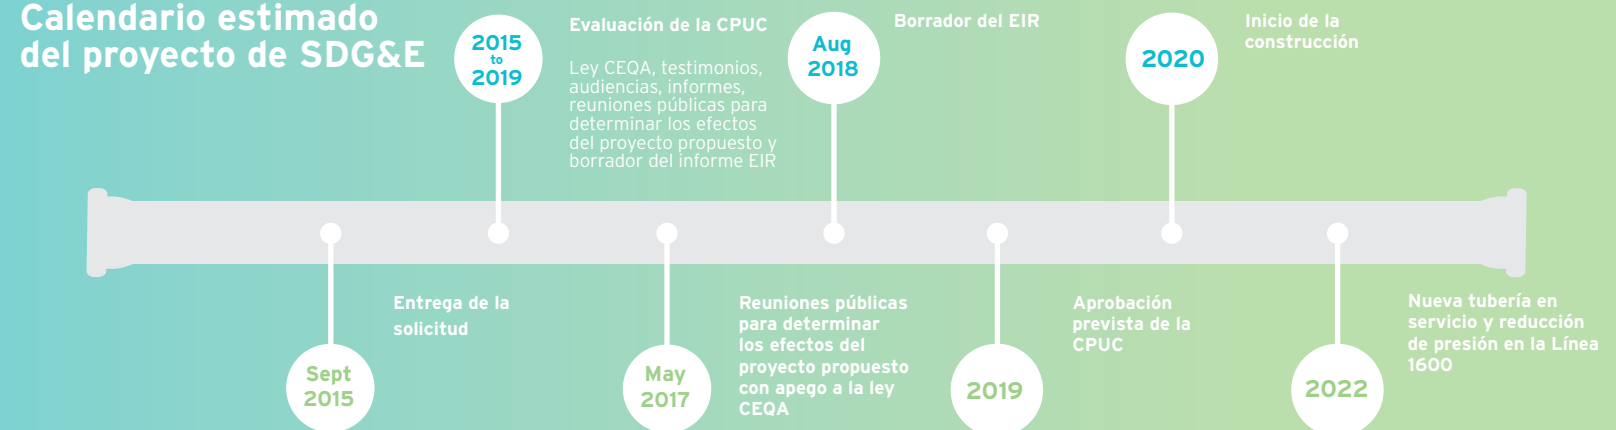 Calendario estimado
del proyecto de SDG&E
2015
to
2019
Evaluación de la CPUC
Ley CEQA, testimonios,
audiencias, informes,
reuniones públicas para
determinar los efectos
del proyecto propuesto y
borrador del informe EIR
Aug
2018
Borrador del EIR
2020
Inicio de la
construcción
Sept
2015
Entrega de la
solicitud
May
2017
Reuniones públicas
para determinar
los efectos del
proyecto propuesto
con apego a la ley
CEQA
2019
Aprobación
prevista de la
CPUC
2022
Nueva tubería en
servicio y reducción
de presión en la Línea
1600